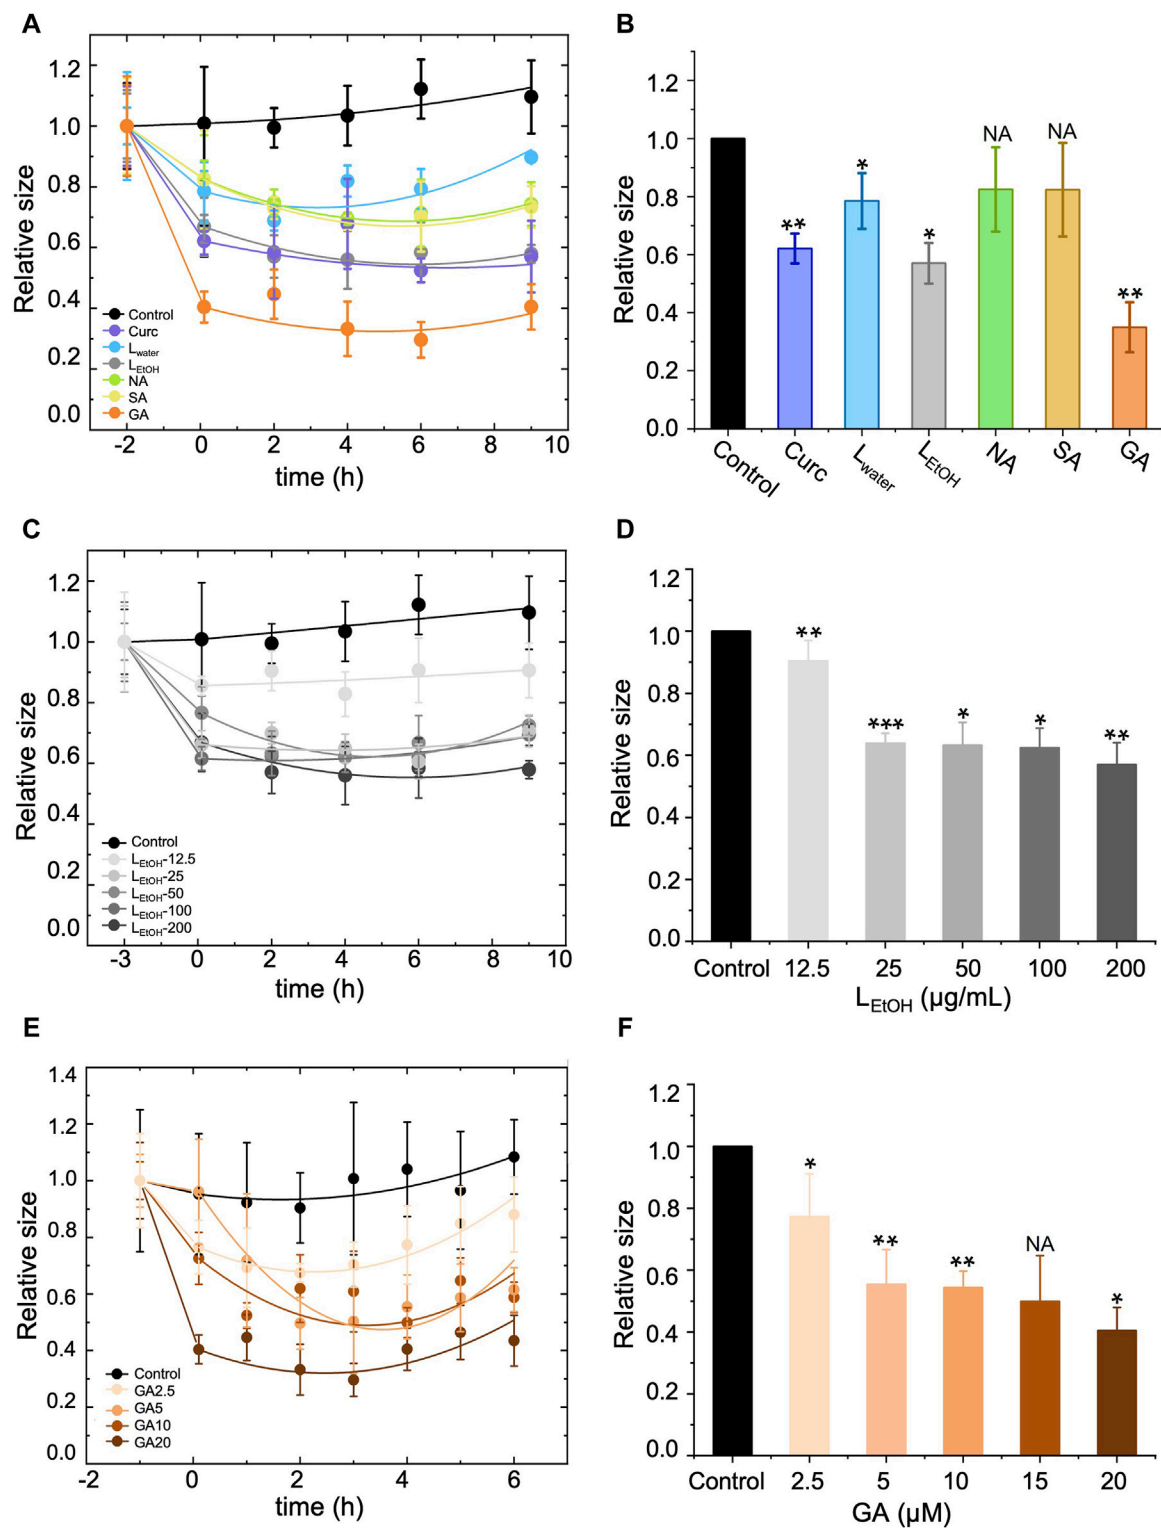 A
Relative size
1.2
1.0
0.8
0.6
0.4
0.2
0.0
Control
Curc
Lwater
LEtOH
NA
SA
GA
-2 0 2 4 6 8 10
time (h)
B
Relative size
1.2
1.0
0.8
0.6
0.4
0.2
0.0
** * * NA NA **
Control Curc Lwater LEtOH NA SA GA
C
Relative size
1.2
1.0
0.8
0.6
0.4
0.2
0.0
Control
LEtOH-12.5
LEtOH-25
LEtOH-50
LEtOH-100
LEtOH-200
-3 0 2 4 6 8 10
time (h)
D
Relative size
1.2
1.0
0.8
0.6
0.4
0.2
0.0
** *** * * **
Control 12.5 25 50 100 200
LEtOH (µg/mL)
E
Relative size
1.4
1.2
1.0
0.8
0.6
0.4
0.2
0.0
Control
GA2.5
GA5
GA10
GA20
-2 0 2 4 6
time (h)
F
Relative size
1.2
1.0
0.8
0.6
0.4
0.2
0.0
* ** ** NA *
Control 2.5 5 10 15 20
GA (µM)